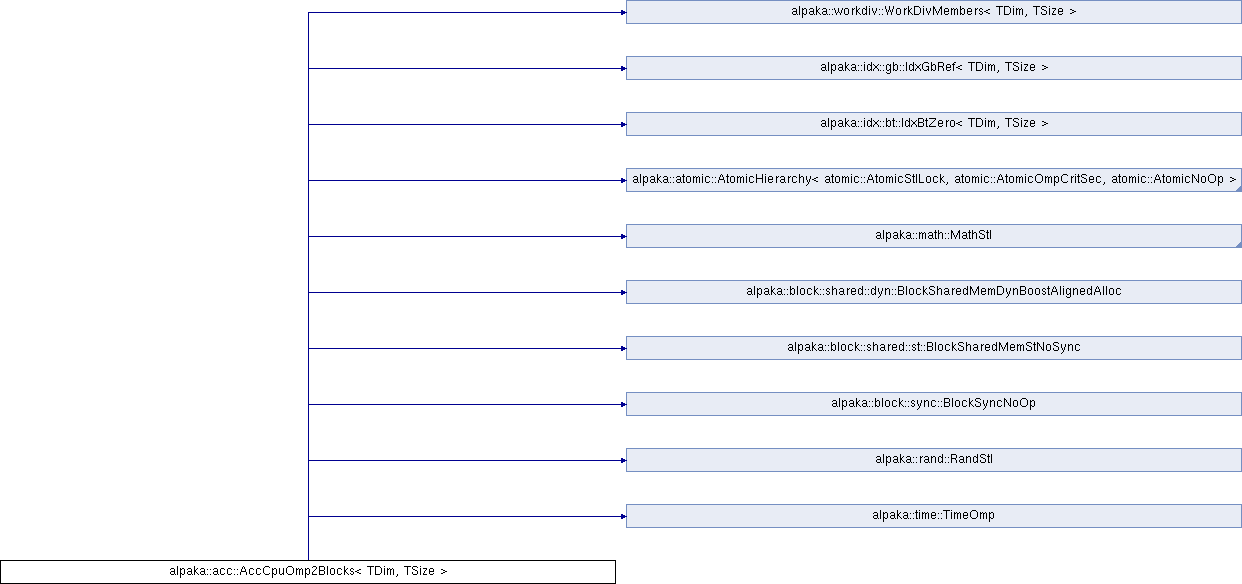 alpaka::workdiv::WorkDivMembers< TDim, TSize >
alpaka::idx::gb::IdxGbRef< TDim, TSize >
alpaka::idx::bt::IdxBtZero< TDim, TSize >
alpaka::atomic::AtomicHierarchy< atomic::AtomicStlLock, atomic::AtomicOmpCritSec, atomic::AtomicNoOp >
alpaka::math::MathStl
alpaka::block::shared::dyn::BlockSharedMemDynBoostAlignedAlloc
alpaka::block::shared::st::BlockSharedMemStNoSync
alpaka::block::sync::BlockSyncNoOp
alpaka::rand::RandStl
alpaka::time::TimeOmp
alpaka::acc::AccCpuOmp2Blocks< TDim, TSize >